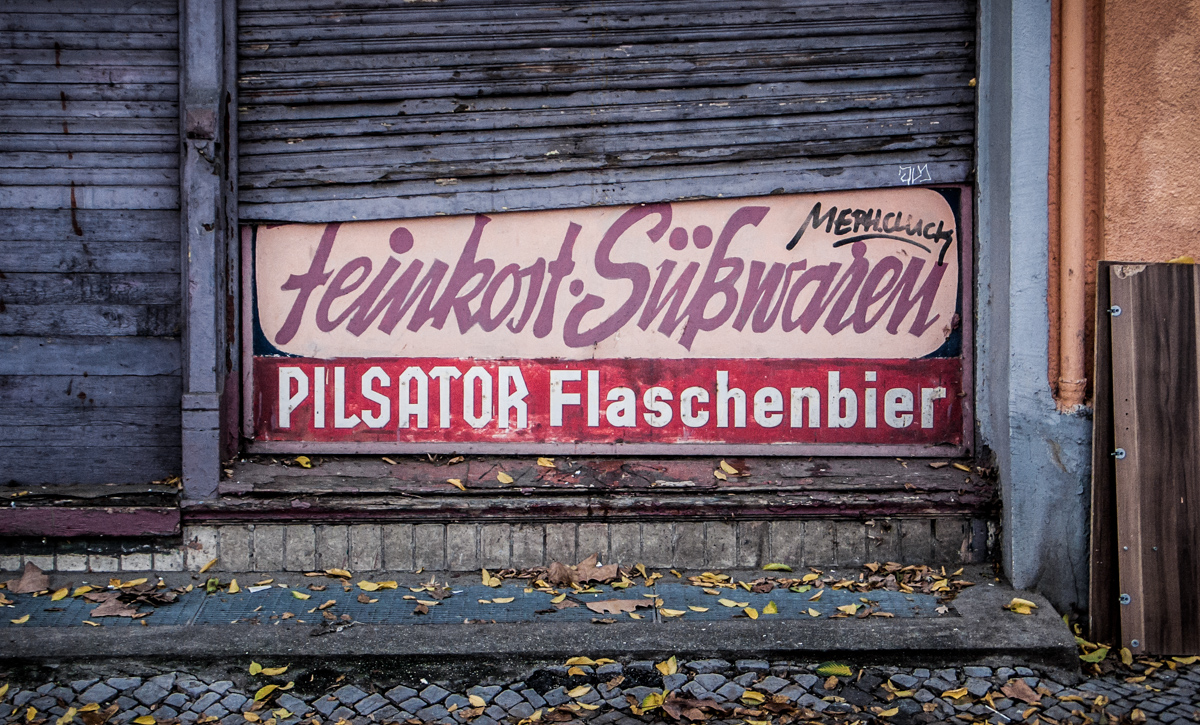 feinkost·Süßwaren
PILSATOR Flaschenbier